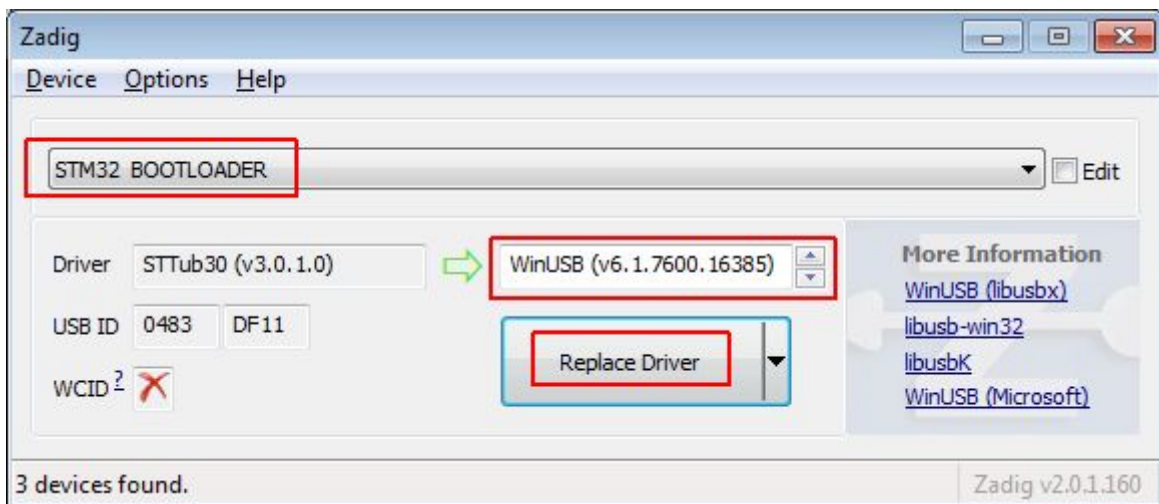 Zadig
Device Options Help
STM32 BOOTLOADER
Edit
Driver STTub30 (v3.0.1.0) WinUSB (v6.1.7600.16385)
USB ID 0483 DF11
WCID ?
Replace Driver
More Information
WinUSB (libusbx)
libusb-win32
libusbK
WinUSB (Microsoft)
3 devices found.
Zadig v2.0.1.160